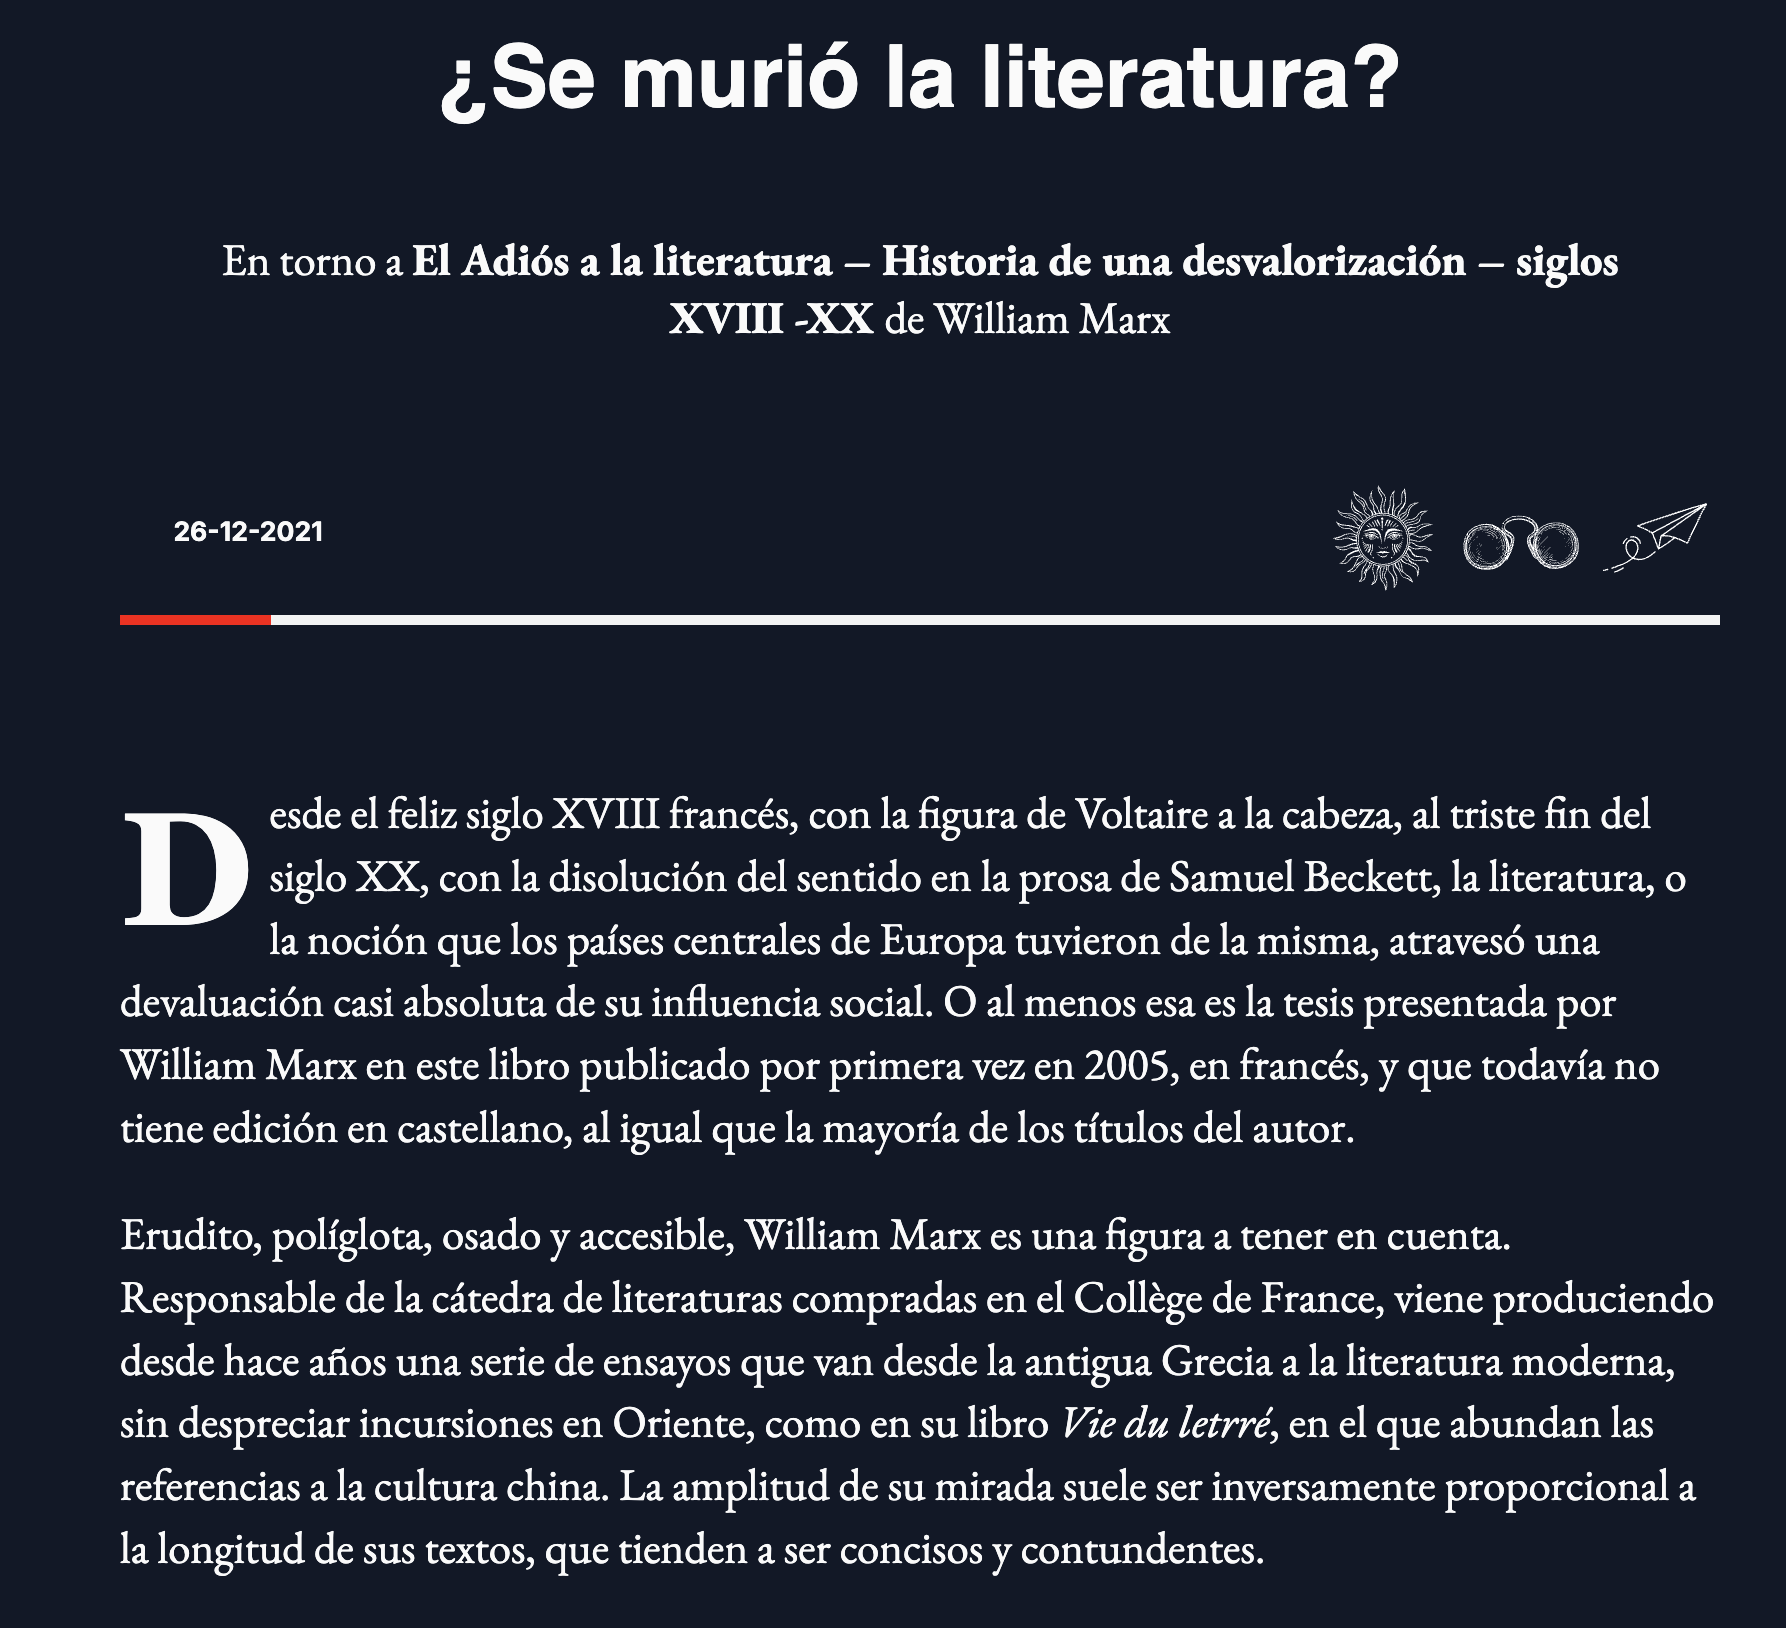 ¿Se murió la literatura?
En torno a El Adiós a la literatura – Historia de una desvalorización – siglos
XVIII -XX de William Marx
26-12-2021
Desde el feliz siglo XVIII francés, con la figura de Voltaire a la cabeza, al triste fin del
siglo XX, con la disolución del sentido en la prosa de Samuel Beckett, la literatura, o
la noción que los países centrales de Europa tuvieron de la misma, atravesó una
devaluación casi absoluta de su influencia social. O al menos esa es la tesis presentada por
William Marx en este libro publicado por primera vez en 2005, en francés, y que todavía no
tiene edición en castellano, al igual que la mayoría de los títulos del autor.
Erudito, políglota, osado y accesible, William Marx es una figura a tener en cuenta.
Responsable de la cátedra de literaturas compradas en el Collège de France, viene produciendo
desde hace años una serie de ensayos que van desde la antigua Grecia a la literatura moderna,
sin despreciar incursiones en Oriente, como en su libro Vie du letrré, en el que abundan las
referencias a la cultura china. La amplitud de su mirada suele ser inversamente proporcional a
la longitud de sus textos, que tienden a ser concisos y contundentes.